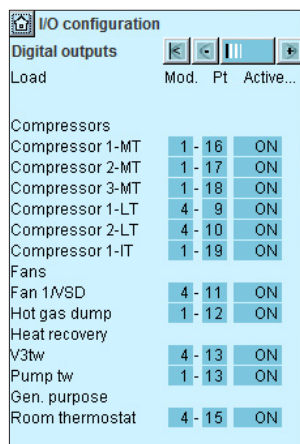 I/O configuration
Digital outputs
Load Mod. Pt Active...
Compressors
Compressor 1-MT 1 - 16 ON
Compressor 2-MT 1 - 17 ON
Compressor 3-MT 1 - 18 ON
Compressor 1-LT 4 - 9 ON
Compressor 2-LT 4 - 10 ON
Compressor 1-IT 1 - 19 ON
Fans
Fan 1/VSD 4 - 11 ON
Hot gas dump 1 - 12 ON
Heat recovery
V3tw 4 - 13 ON
Pump tw 1 - 13 ON
Gen. purpose
Room thermostat 4 - 15 ON